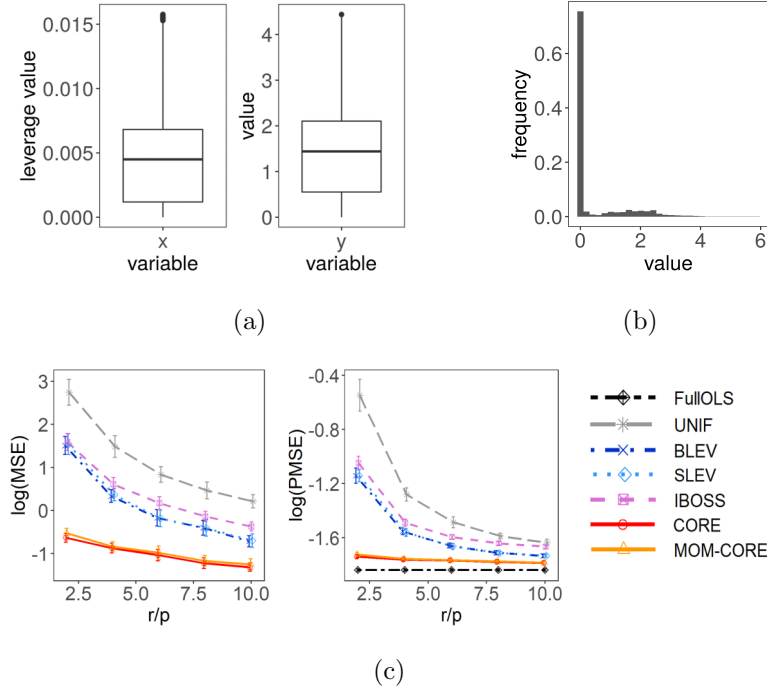 0.015
0.010
0.005
0.000
leverage value
x
variable
4
3
2
1
0
value
y
variable
0.6
0.4
0.2
0.0
frequency
0 2 4 6
value
(a)
(b)
3
2
1
0
-1
log(MSE)
2.5 5.0 7.5 10.0
r/p
-0.4
-0.8
-1.2
-1.6
log(PMSE)
2.5 5.0 7.5 10.0
r/p
FullOLS
UNIF
BLEV
SLEV
IBOSS
CORE
MOM-CORE
(c)